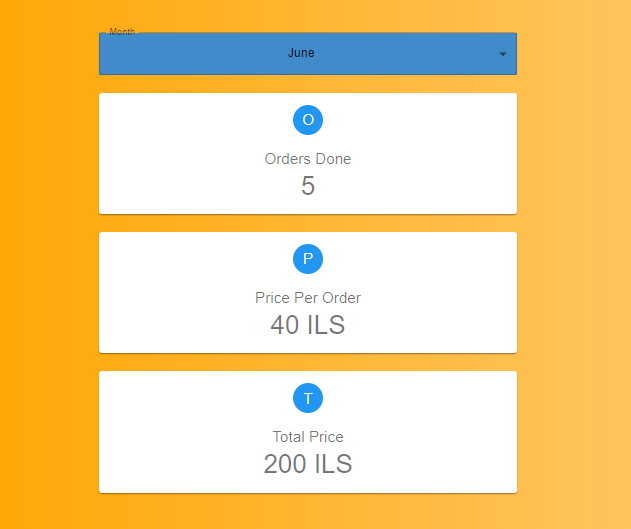 Month
June
O
Orders Done
5
P
Price Per Order
40 ILS
T
Total Price
200 ILS